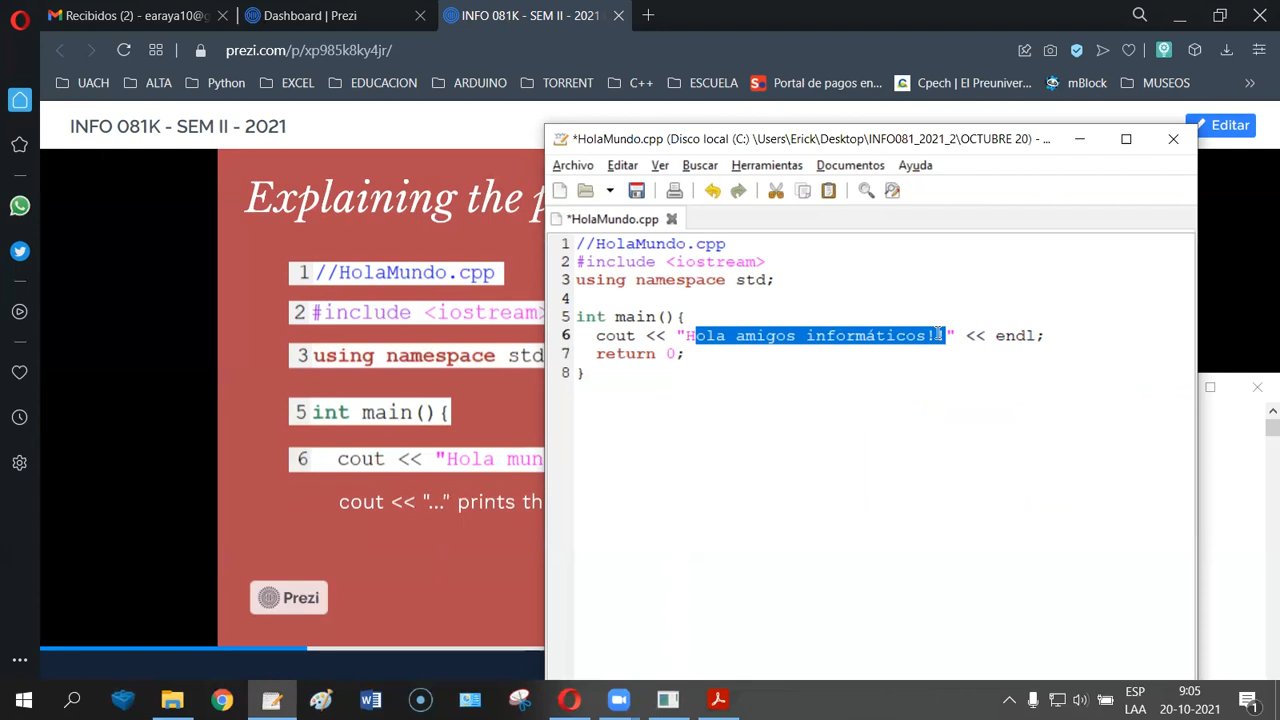 Recibidos (2) - earaya10@g
Dashboard | Prezi
INFO 081K - SEM II - 2021
prezi.com/p/xp985k8ky4jr/
UACH
ALTA
Python
EXCEL
EDUCACION
ARDUINO
TORRENT
C++
ESCUELA
Portal de pagos en...
Cpech | El Preuniver...
mBlock
MUSEOS
INFO 081K - SEM II - 2021
Editar
Explaining the p
1 //HolaMundo.cpp
2 #include <iostream>
3 using namespace std
5 int main(){
6 cout << "Hola mun
cout << "..." prints th
Prezi
*HolaMundo.cpp (Disco local (C:) \Users\Erick\Desktop\INFO081_2021_2\OCTUBRE 20) - ...
Archivo Editar Ver Buscar Herramientas Documentos Ayuda
*HolaMundo.cpp
1 //HolaMundo.cpp
2 #include <iostream>
3 using namespace std;
4
5 int main(){
6 cout << "Hola amigos informáticos!!" << endl;
7 return 0;
8 }
ESP
LAA
9:05
20-10-2021
1